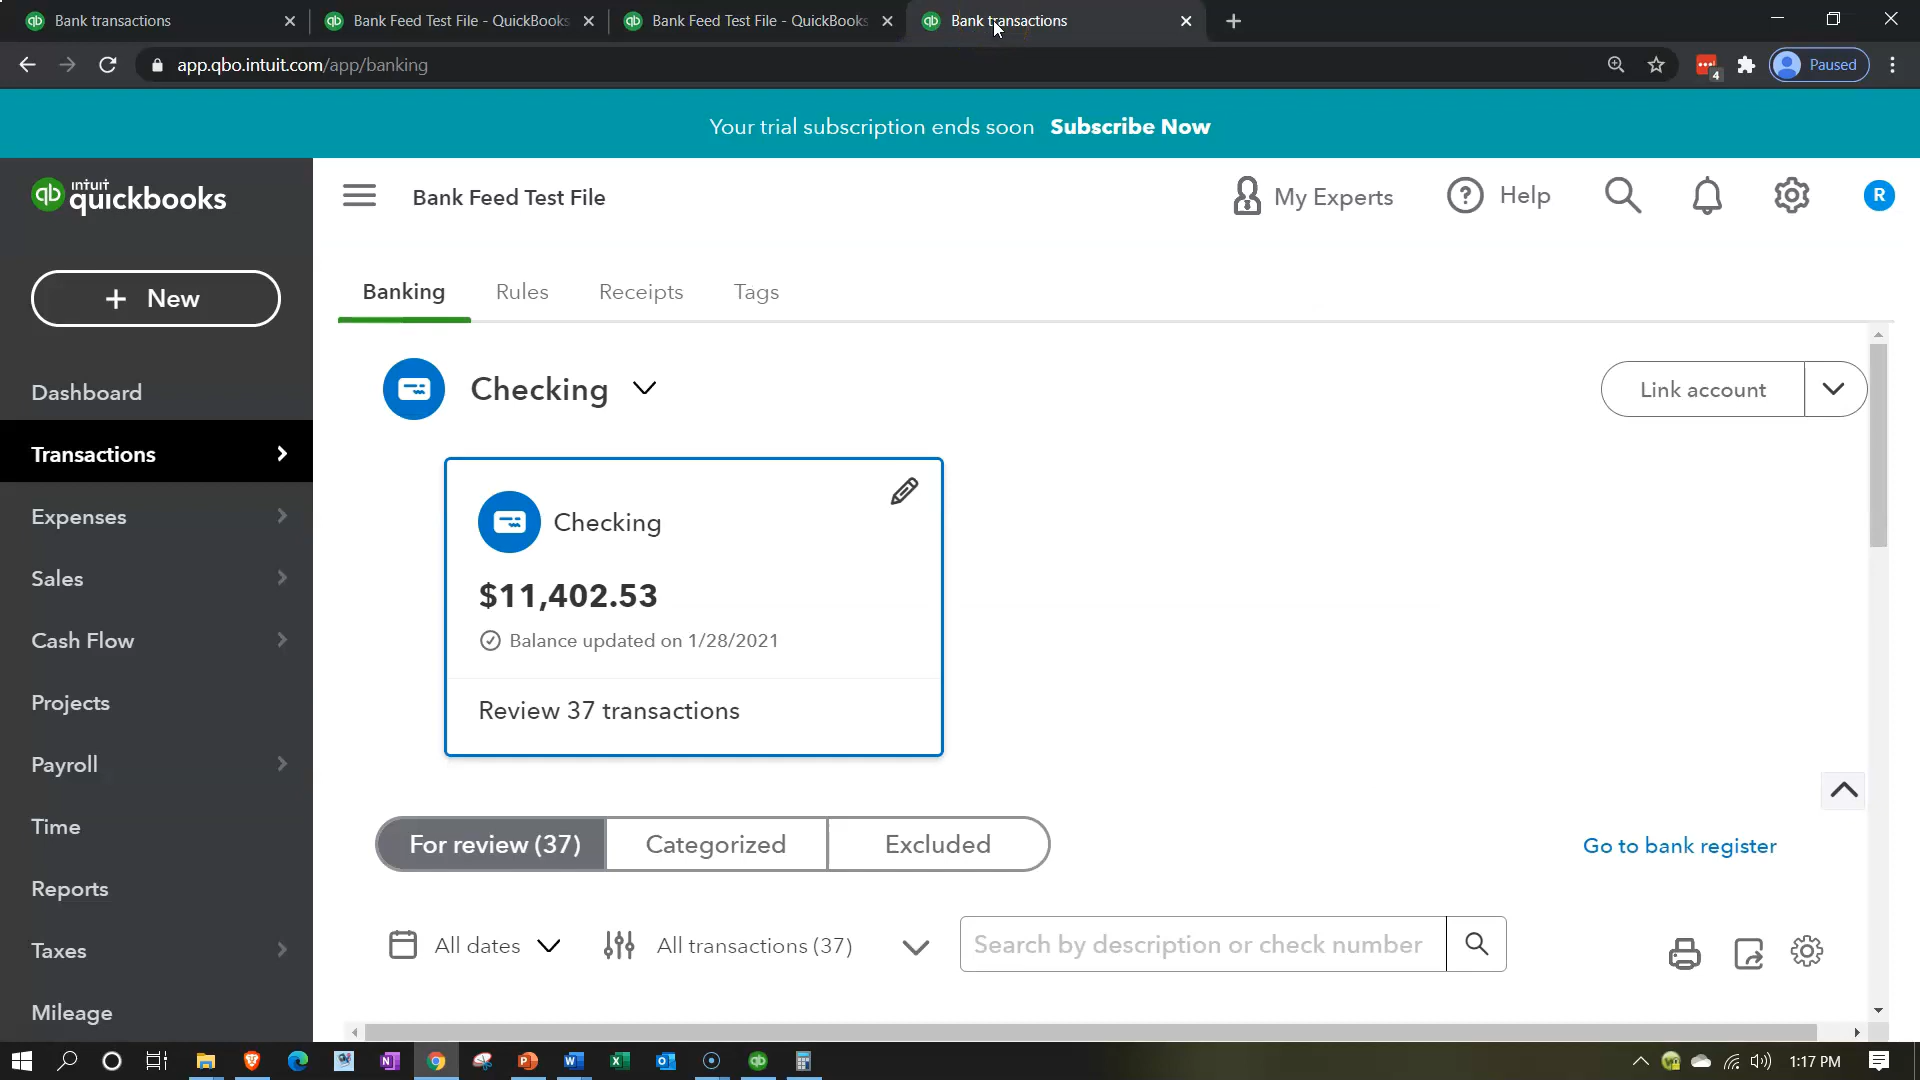 Bank transactions
Bank Feed Test File - QuickBooks
Bank Feed Test File - QuickBooks
Bank transactions
app.qbo.intuit.com/app/banking
4
Paused
Your trial subscription ends soon Subscribe Now
qb intuit quickbooks
Bank Feed Test File
My Experts
? Help
R
+ New
Banking
Rules
Receipts
Tags
Dashboard
Transactions
Expenses
Sales
Cash Flow
Projects
Payroll
Time
Reports
Taxes
Mileage
Checking
Link account
Checking
$11,402.53
Balance updated on 1/28/2021
Review 37 transactions
For review (37)
Categorized
Excluded
Go to bank register
All dates
All transactions (37)
Search by description or check number
1:17 PM